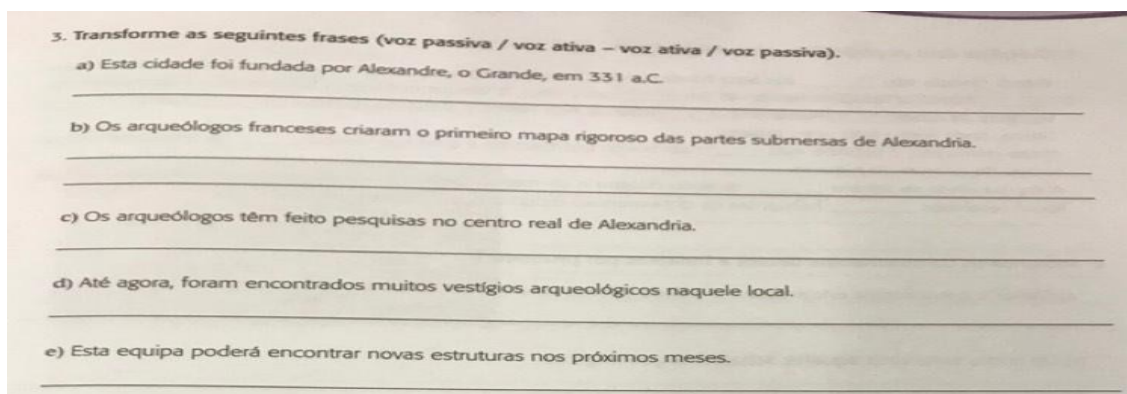 3. Transforme as seguintes frases (voz passiva / voz ativa – voz ativa / voz passiva).
a) Esta cidade foi fundada por Alexandre, o Grande, em 331 a.C.
b) Os arqueólogos franceses criaram o primeiro mapa rigoroso das partes submersas de Alexandria.
c) Os arqueólogos têm feito pesquisas no centro real de Alexandria.
d) Até agora, foram encontrados muitos vestígios arqueológicos naquele local.
e) Esta equipa poderá encontrar novas estruturas nos próximos meses.